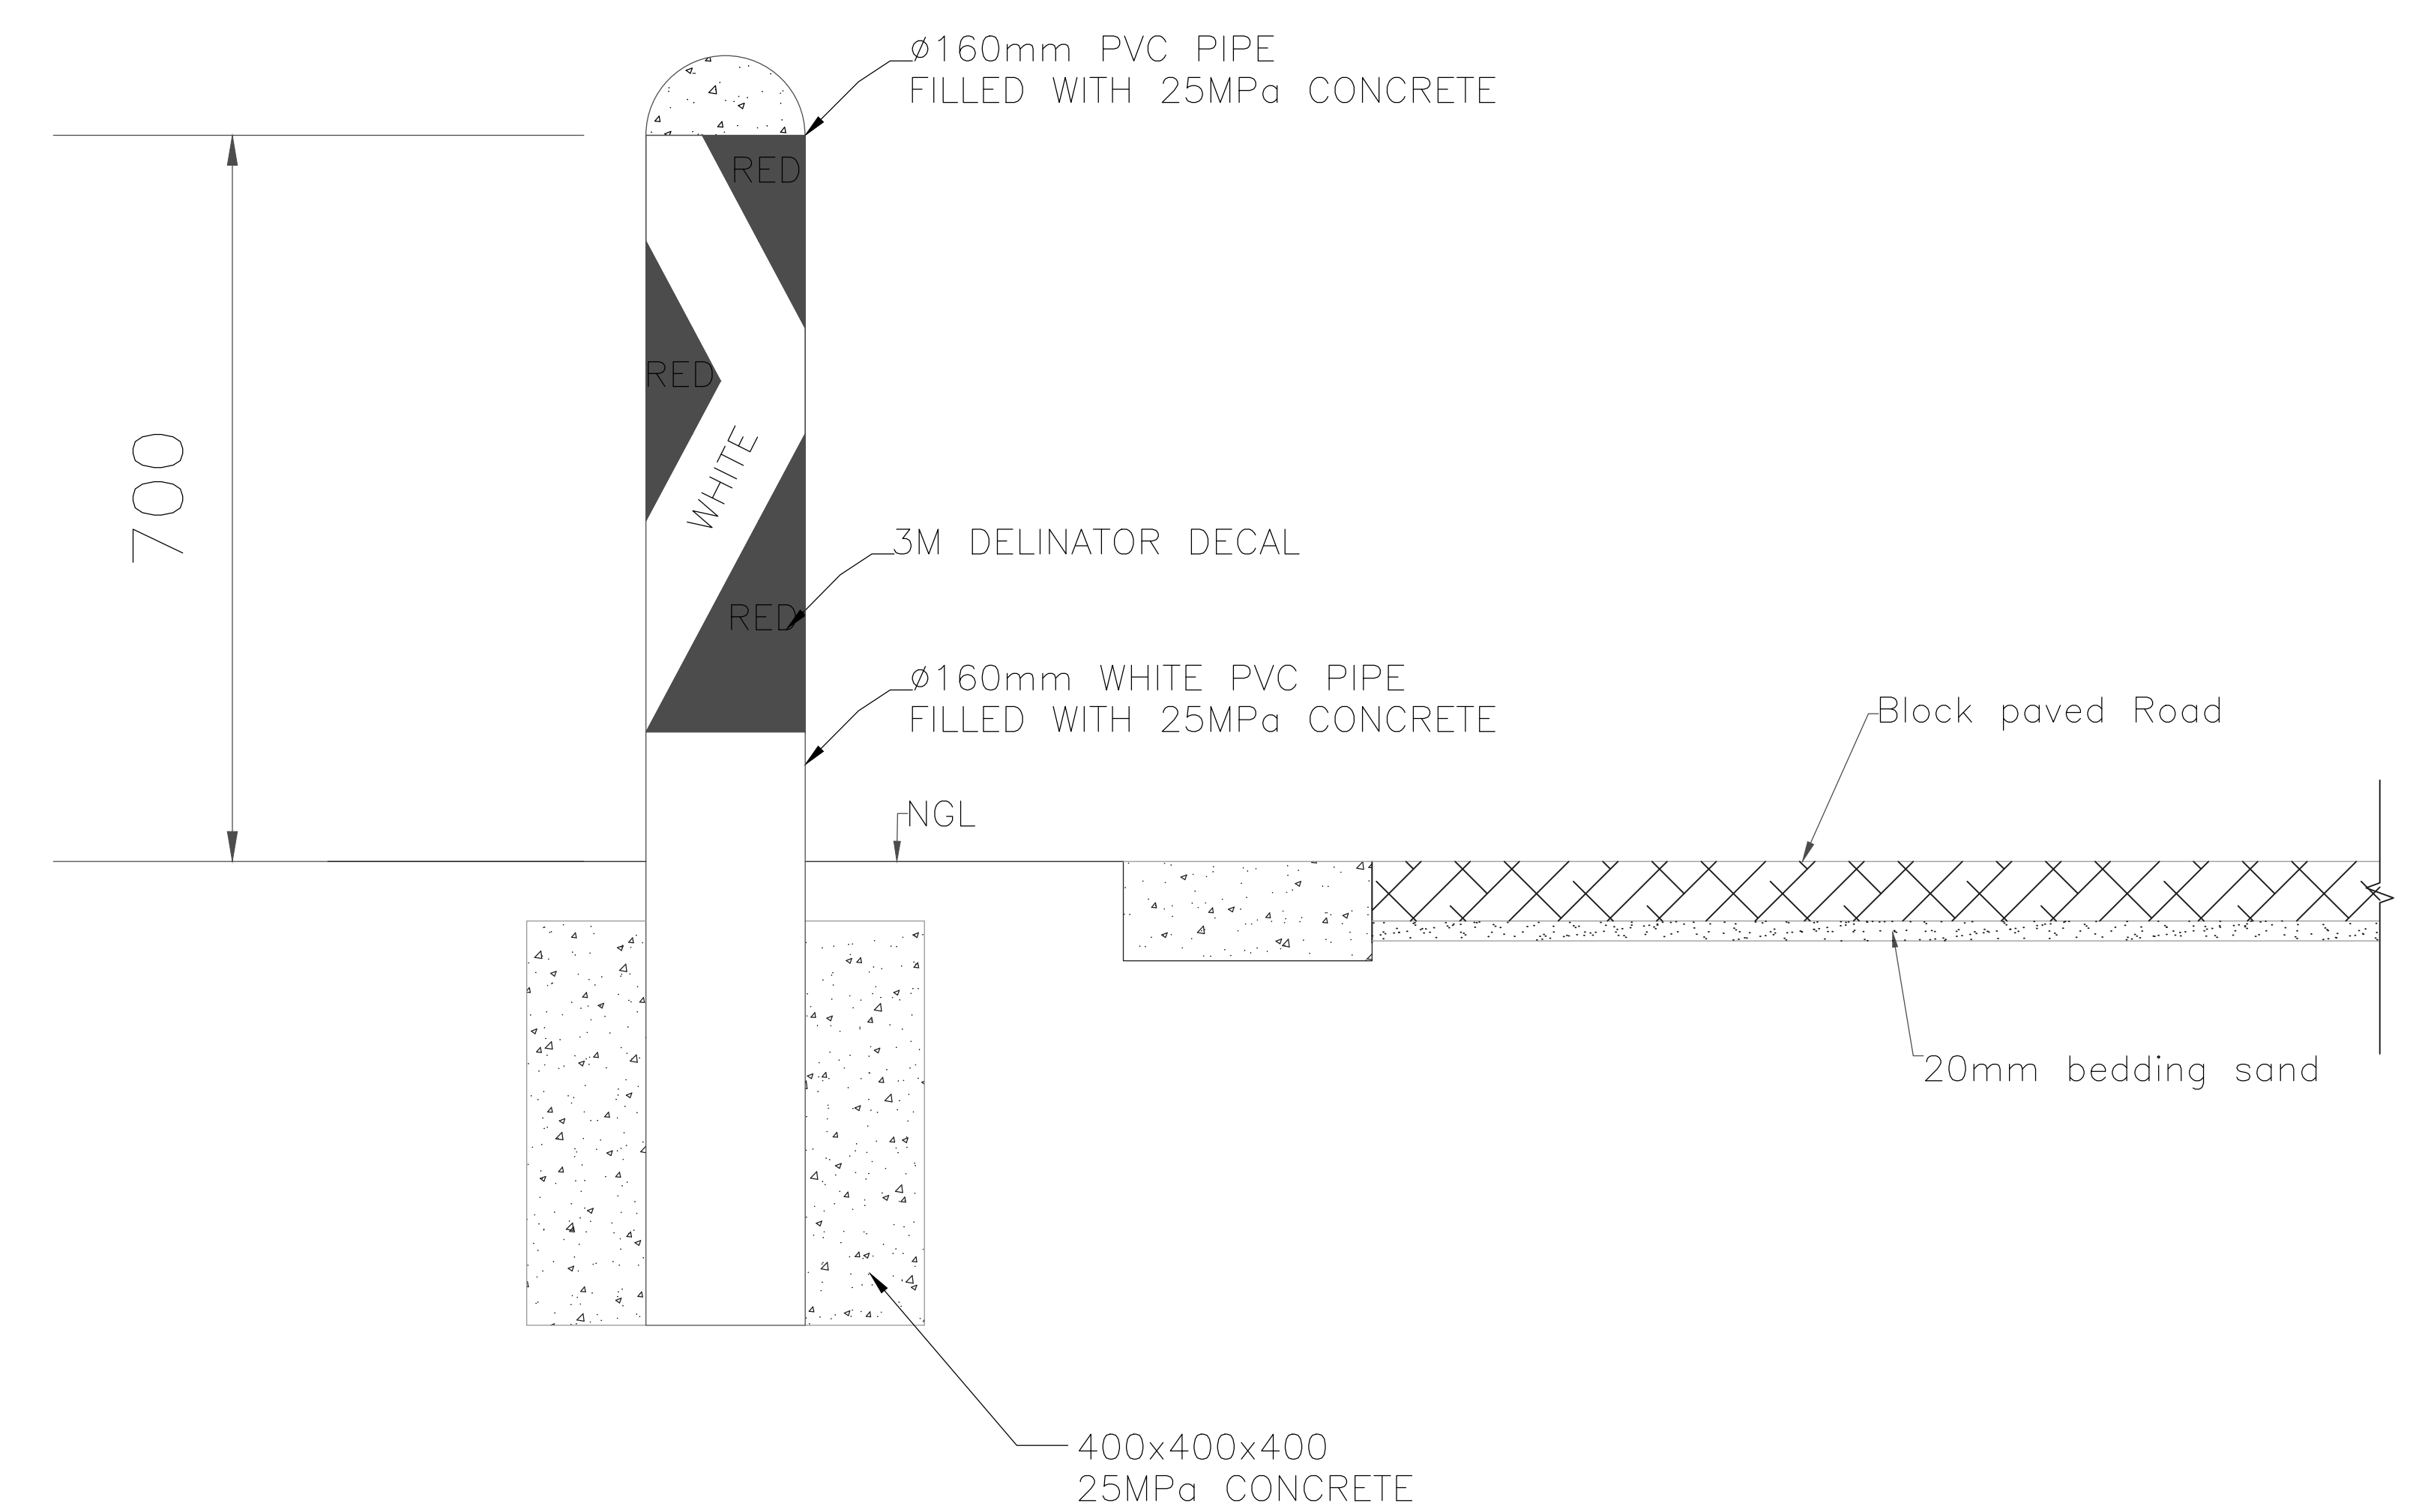 ø160mm PVC PIPE
FILLED WITH 25MPa CONCRETE
RED
RED
700
WHITE
3M DELINATOR DECAL
RED
ø160mm WHITE PVC PIPE
FILLED WITH 25MPa CONCRETE
Block paved Road
NGL
20mm bedding sand
400x400x400
25MPa CONCRETE